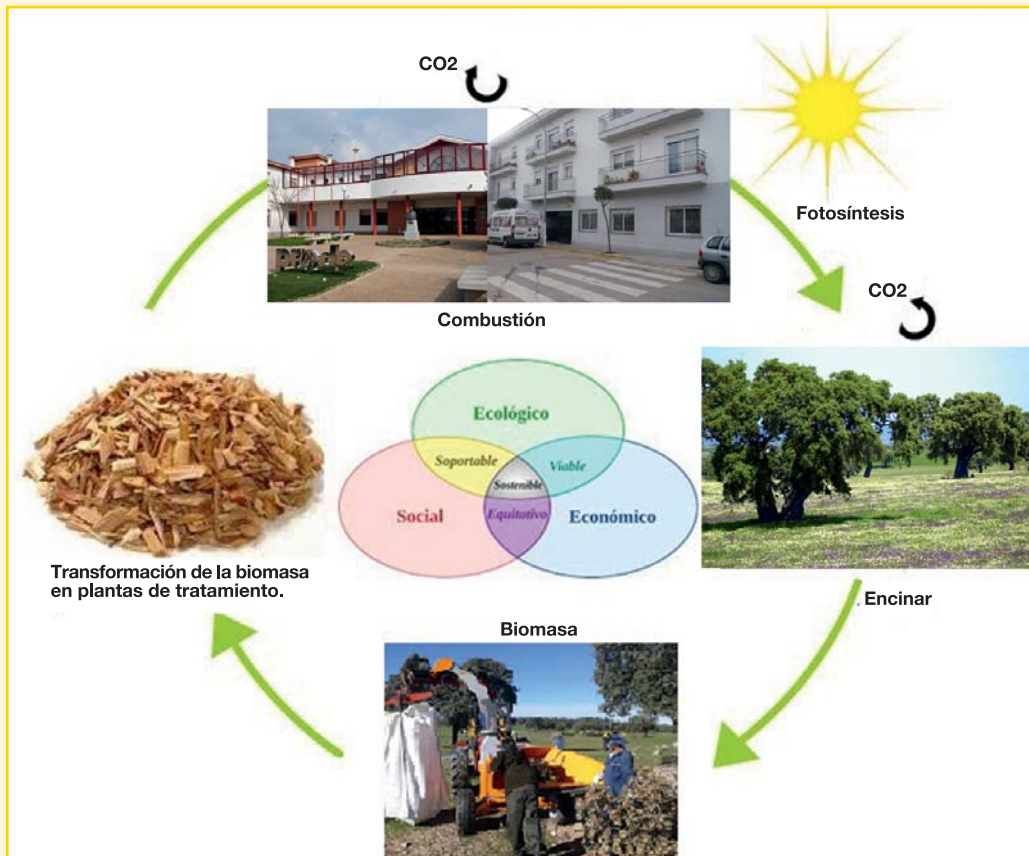 CO2
Fotosíntesis
CO2
Combustión
Ecológico
Soportable
Viable
Sostenible
Social
Equitativo
Económico
Transformación de la biomasa
en plantas de tratamiento.
Encinar
Biomasa